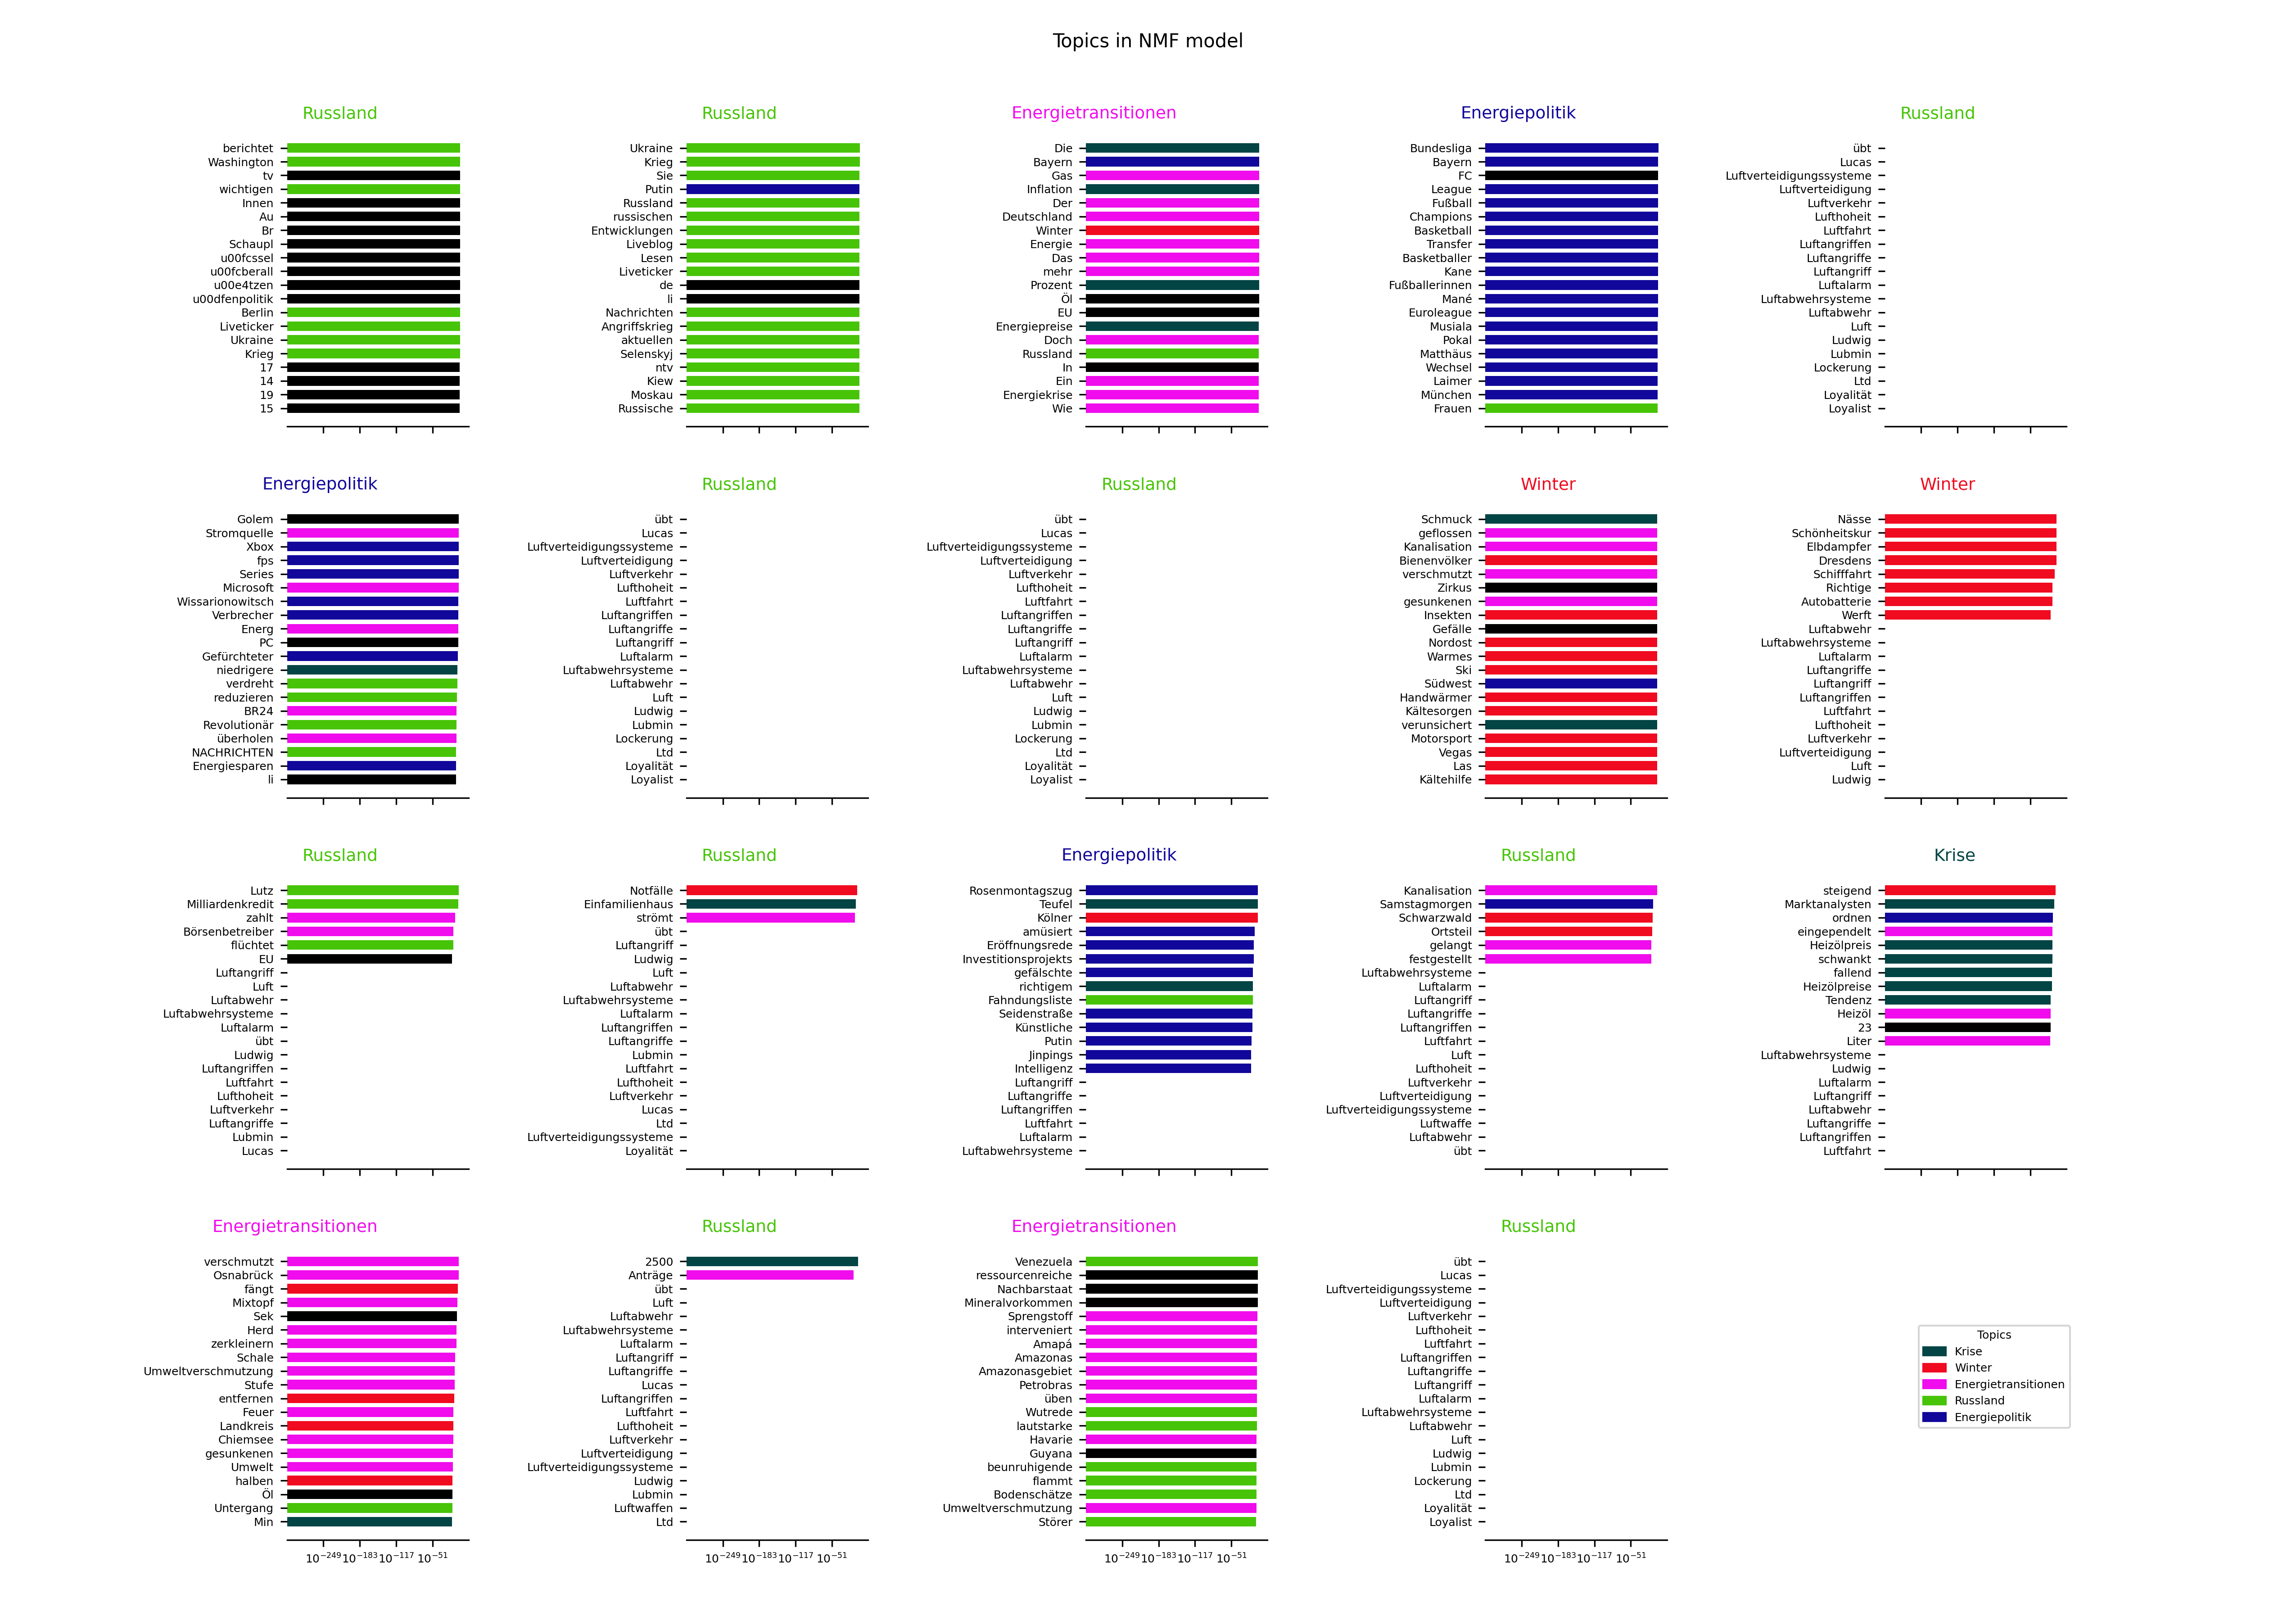 Topics in NMF model
Russland
berichtet
Washington
tv
wichtigen
Innen
Au
Br
Schaupl
u00fcssel
u00fcberall
u00e4tzen
u00dfenpolitik
Berlin
Liveticker
Ukraine
Krieg
17
14
19
15
Russland
Ukraine
Krieg
Sie
Putin
Russland
russischen
Entwicklungen
Liveblog
Lesen
Liveticker
de
li
Nachrichten
Angriffskrieg
aktuellen
Selenskyj
ntv
Kiew
Moskau
Russische
Energietransitionen
Die
Bayern
Gas
Inflation
Der
Deutschland
Winter
Energie
Das
mehr
Prozent
Öl
EU
Energiepreise
Doch
Russland
In
Ein
Energiekrise
Wie
Energiepolitik
Bundesliga
Bayern
FC
League
Fußball
Champions
Basketball
Transfer
Basketballer
Kane
Fußballerinnen
Mané
Euroleague
Musiala
Pokal
Matthäus
Wechsel
Laimer
München
Frauen
Russland
übt
Lucas
Luftverteidigungssysteme
Luftverteidigung
Luftverkehr
Lufthoheit
Luftfahrt
Luftangriffen
Luftangriffe
Luftangriff
Luftalarm
Luftabwehrsysteme
Luftabwehr
Luft
Ludwig
Lubmin
Lockerung
Ltd
Loyalität
Loyalist
Energiepolitik
Golem
Stromquelle
Xbox
fps
Series
Microsoft
Wissarionowitsch
Verbrecher
Energ
PC
Gefürchteter
niedrigere
verdreht
reduzieren
BR24
Revolutionär
überholen
NACHRICHTEN
Energiesparen
li
Russland
übt
Lucas
Luftverteidigungssysteme
Luftverteidigung
Luftverkehr
Lufthoheit
Luftfahrt
Luftangriffen
Luftangriffe
Luftangriff
Luftalarm
Luftabwehrsysteme
Luftabwehr
Luft
Ludwig
Lubmin
Lockerung
Ltd
Loyalität
Loyalist
Russland
übt
Lucas
Luftverteidigungssysteme
Luftverteidigung
Luftverkehr
Lufthoheit
Luftfahrt
Luftangriffen
Luftangriffe
Luftangriff
Luftalarm
Luftabwehrsysteme
Luftabwehr
Luft
Ludwig
Lubmin
Lockerung
Ltd
Loyalität
Loyalist
Winter
Schmuck
geflossen
Kanalisation
Bienenvölker
verschmutzt
Zirkus
gesunkenen
Insekten
Gefälle
Nordost
Warmes
Ski
Südwest
Handwärmer
Kältesorgen
verunsichert
Motorsport
Vegas
Las
Kältehilfe
Winter
Nässe
Schönheitskur
Elbdampfer
Dresdens
Schifffahrt
Richtige
Autobatterie
Werft
Luftabwehr
Luftabwehrsysteme
Luftalarm
Luftangriffe
Luftangriff
Luftangriffen
Luftfahrt
Lufthoheit
Luftverkehr
Luftverteidigung
Luft
Ludwig
Russland
Lutz
Milliardenkredit
zahlt
Börsenbetreiber
flüchtet
EU
Luftangriff
Luft
Luftabwehr
Luftabwehrsysteme
Luftalarm
übt
Ludwig
Luftangriffen
Luftfahrt
Lufthoheit
Luftverkehr
Luftangriffe
Lubmin
Lucas
Russland
Notfälle
Einfamilienhaus
strömt
übt
Luftangriff
Ludwig
Luft
Luftabwehr
Luftabwehrsysteme
Luftalarm
Luftangriffen
Luftangriffe
Lubmin
Luftfahrt
Lufthoheit
Luftverkehr
Lucas
Ltd
Luftverteidigungssysteme
Loyalität
Energiepolitik
Rosenmontagszug
Teufel
Kölner
amüsiert
Eröffnungsrede
Investitionsprojekts
gefälschte
richtigem
Fahndungsliste
Seidenstraße
Künstliche
Putin
Jinpings
Intelligenz
Luftangriff
Luftangriffe
Luftangriffen
Luftfahrt
Luftalarm
Luftabwehrsysteme
Russland
Kanalisation
Samstagmorgen
Schwarzwald
Ortsteil
gelangt
festgestellt
Luftabwehrsysteme
Luftalarm
Luftangriff
Luftangriffe
Luftangriffen
Luftfahrt
Luft
Lufthoheit
Luftverkehr
Luftverteidigung
Luftverteidigungssysteme
Luftwaffe
Luftabwehr
übt
Krise
steigend
Marktanalysten
ordnen
eingependelt
Heizölpreis
schwankt
fallend
Heizölpreise
Tendenz
Heizöl
23
Liter
Luftabwehrsysteme
Ludwig
Luftalarm
Luftangriff
Luftabwehr
Luftangriffe
Luftangriffen
Luftfahrt
Energietransitionen
verschmutzt
Osnabrück
fängt
Mixtopf
Sek
Herd
zerkleinern
Schale
Umweltverschmutzung
Stufe
entfernen
Feuer
Landkreis
Chiemsee
gesunkenen
Umwelt
halben
Öl
Untergang
Min
10⁻²⁴⁹ 10⁻¹⁸³ 10⁻¹¹⁷ 10⁻⁵¹
Russland
2500
Anträge
übt
Luft
Luftabwehr
Luftabwehrsysteme
Luftalarm
Luftangriff
Luftangriffe
Lucas
Luftangriffen
Luftfahrt
Lufthoheit
Luftverkehr
Luftverteidigung
Luftverteidigungssysteme
Ludwig
Lubmin
Luftwaffen
Ltd
10⁻²⁴⁹ 10⁻¹⁸³ 10⁻¹¹⁷ 10⁻⁵¹
Energietransitionen
Venezuela
ressourcenreiche
Nachbarstaat
Mineralvorkommen
Sprengstoff
interveniert
Amapá
Amazonas
Amazonasgebiet
Petrobras
üben
Wutrede
lautstarke
Havarie
Guyana
beunruhigende
flammt
Bodenschätze
Umweltverschmutzung
Störer
10⁻²⁴⁹ 10⁻¹⁸³ 10⁻¹¹⁷ 10⁻⁵¹
Russland
übt
Lucas
Luftverteidigungssysteme
Luftverteidigung
Luftverkehr
Lufthoheit
Luftfahrt
Luftangriffen
Luftangriffe
Luftangriff
Luftalarm
Luftabwehrsysteme
Luftabwehr
Luft
Ludwig
Lubmin
Lockerung
Ltd
Loyalität
Loyalist
10⁻²⁴⁹ 10⁻¹⁸³ 10⁻¹¹⁷ 10⁻⁵¹
Topics
Krise
Winter
Energietransitionen
Russland
Energiepolitik